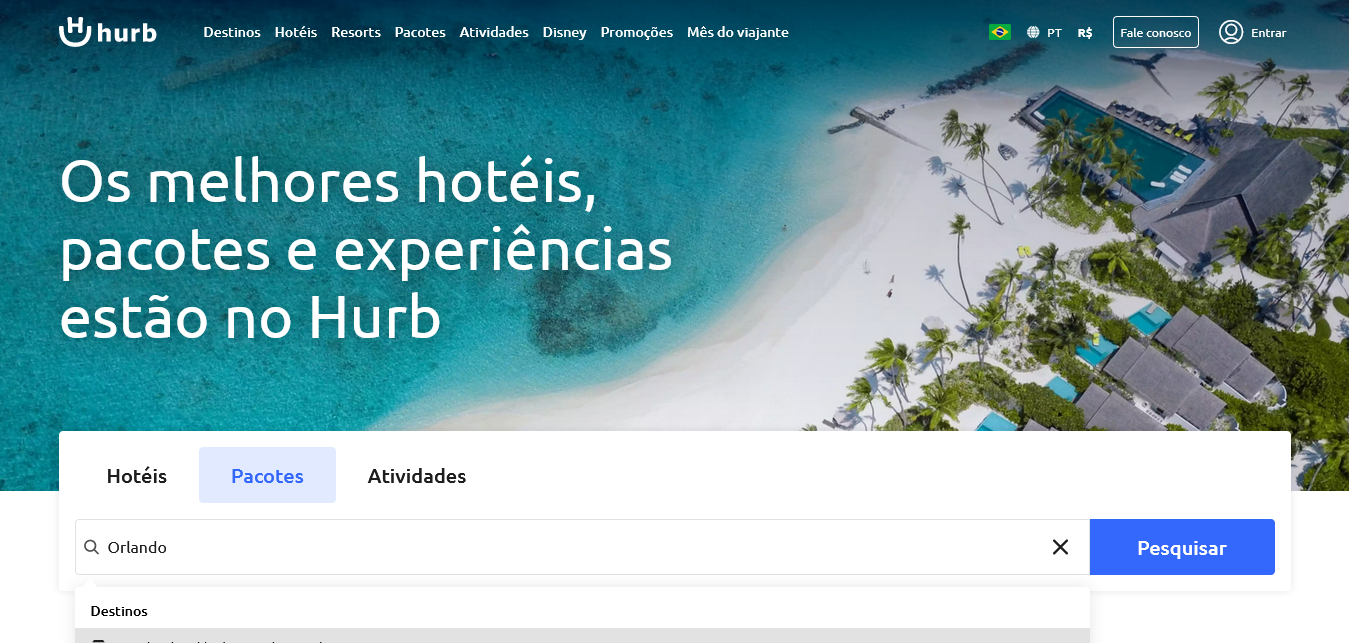 hurb
Destinos Hotéis Resorts Pacotes Atividades Disney Promoções Mês do viajante
PT R$ Fale conosco Entrar
Os melhores hotéis,
pacotes e experiências
estão no Hurb
Hotéis Pacotes Atividades
Orlando
Pesquisar
Destinos